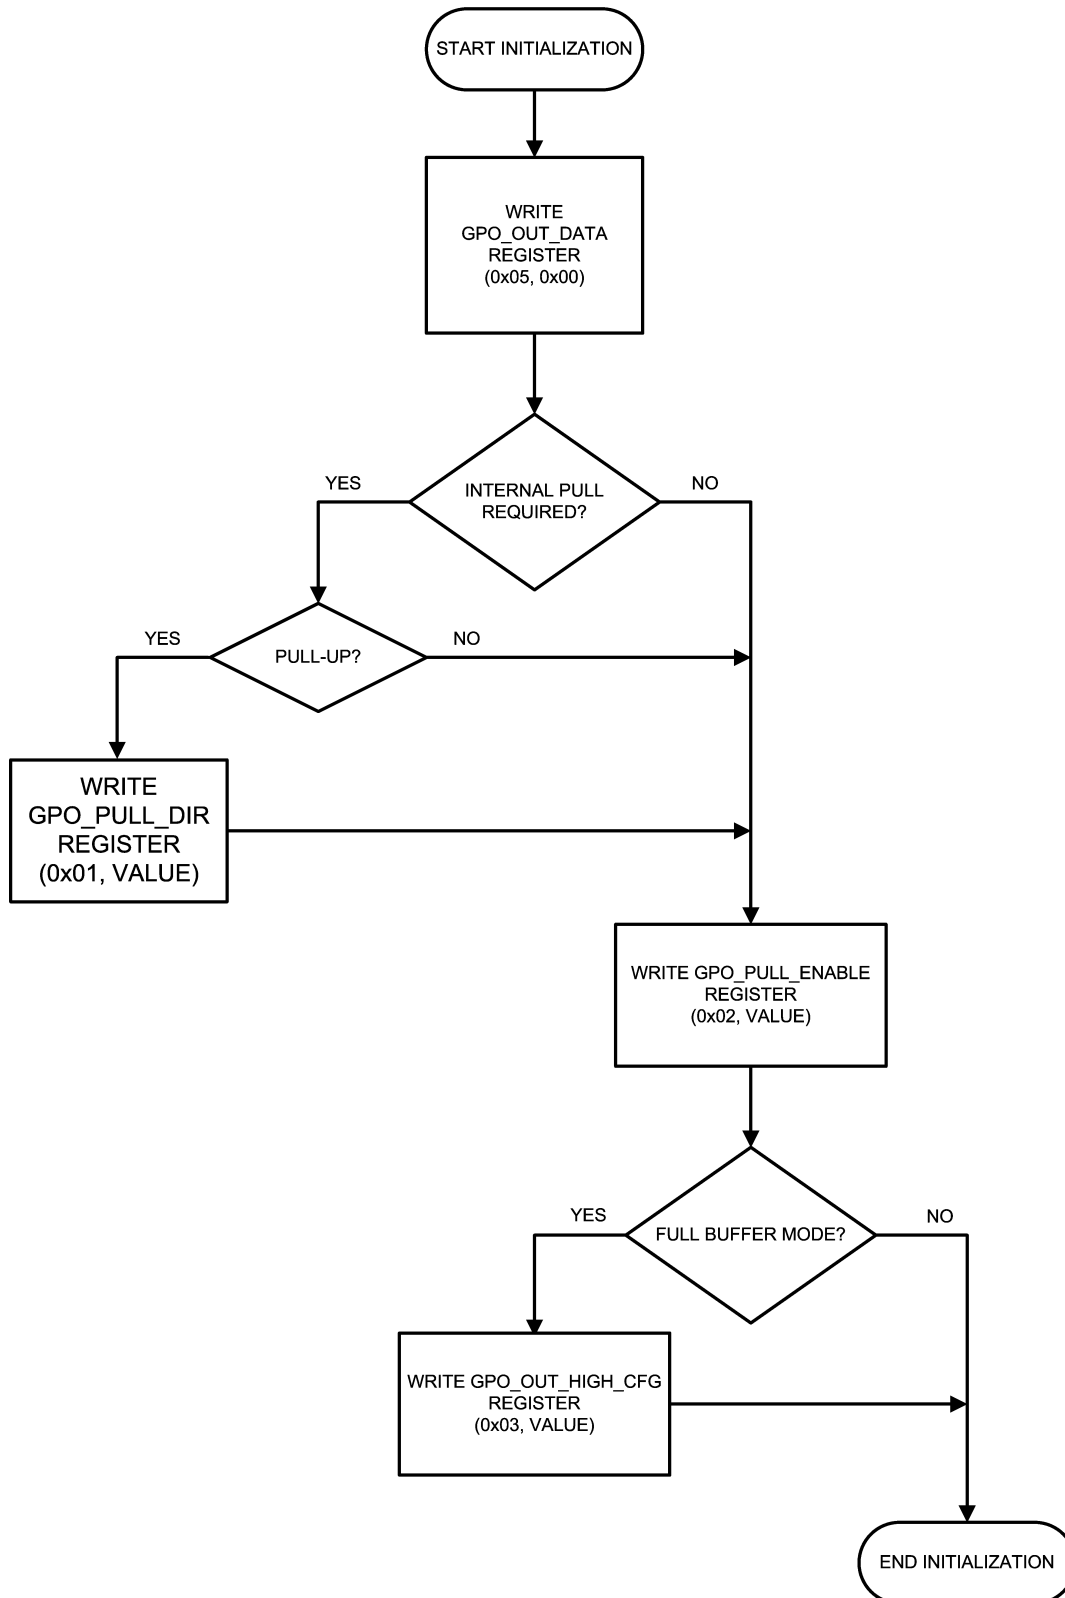 START INITIALIZATION
WRITE
GPO_OUT_DATA
REGISTER
(0x05, 0x00)
YES
INTERNAL PULL
REQUIRED?
NO
YES
PULL-UP?
NO
WRITE
GPO_PULL_DIR
REGISTER
(0x01, VALUE)
WRITE GPO_PULL_ENABLE
REGISTER
(0x02, VALUE)
YES
FULL BUFFER MODE?
NO
WRITE GPO_OUT_HIGH_CFG
REGISTER
(0x03, VALUE)
END INITIALIZATION